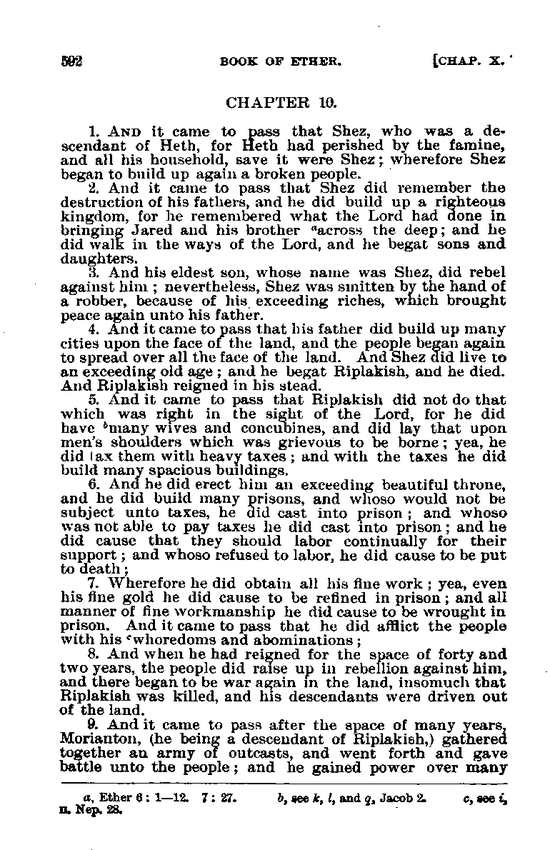 592 BOOK OF ETHER. [CHAP. X.
CHAPTER 10.
1. AND it came to pass that Shez, who was a de-
scendant of Heth, for Heth had perished by the famine,
and all his household, save it were Shez; wherefore Shez
began to build up again a broken people.
2. And it came to pass that Shez did remember the
destruction of his fathers, and he did build up a righteous
kingdom, for he remembered what the Lord had done in
bringing Jared and his brother ᵃacross the deep; and he
did walk in the ways of the Lord, and he begat sons and
daughters.
3. And his eldest son, whose name was Shez, did rebel
against him; nevertheless, Shez was smitten by the hand of
a robber, because of his exceeding riches, which brought
peace again unto his father.
4. And it came to pass that his father did build up many
cities upon the face of the land, and the people began again
to spread over all the face of the land. And Shez did live to
an exceeding old age; and he begat Riplakish, and he died.
And Riplakish reigned in his stead.
5. And it came to pass that Riplakish did not do that
which was right in the sight of the Lord, for he did
have ᵇmany wives and concubines, and did lay that upon
men's shoulders which was grievous to be borne; yea, he
did tax them with heavy taxes; and with the taxes he did
build many spacious buildings.
6. And he did erect him an exceeding beautiful throne,
and he did build many prisons, and whoso would not be
subject unto taxes, he did cast into prison; and whoso
was not able to pay taxes he did cast into prison; and he
did cause that they should labor continually for their
support; and whoso refused to labor, he did cause to be put
to death;
7. Wherefore he did obtain all his fine work; yea, even
his fine gold he did cause to be refined in prison; and all
manner of fine workmanship he did cause to be wrought in
prison. And it came to pass that he did afflict the people
with his ᶜwhoredoms and abominations;
8. And when he had reigned for the space of forty and
two years, the people did raise up in rebellion against him,
and there began to be war again in the land, insomuch that
Riplakish was killed, and his descendants were driven out
of the land.
9. And it came to pass after the space of many years,
Morianton, (he being a descendant of Riplakish,) gathered
together an army of outcasts, and went forth and gave
battle unto the people; and he gained power over many
a, Ether 6: 1—12. 7: 27. b, see k, l, and q, Jacob 2. c, see i,
II. Nep. 28.